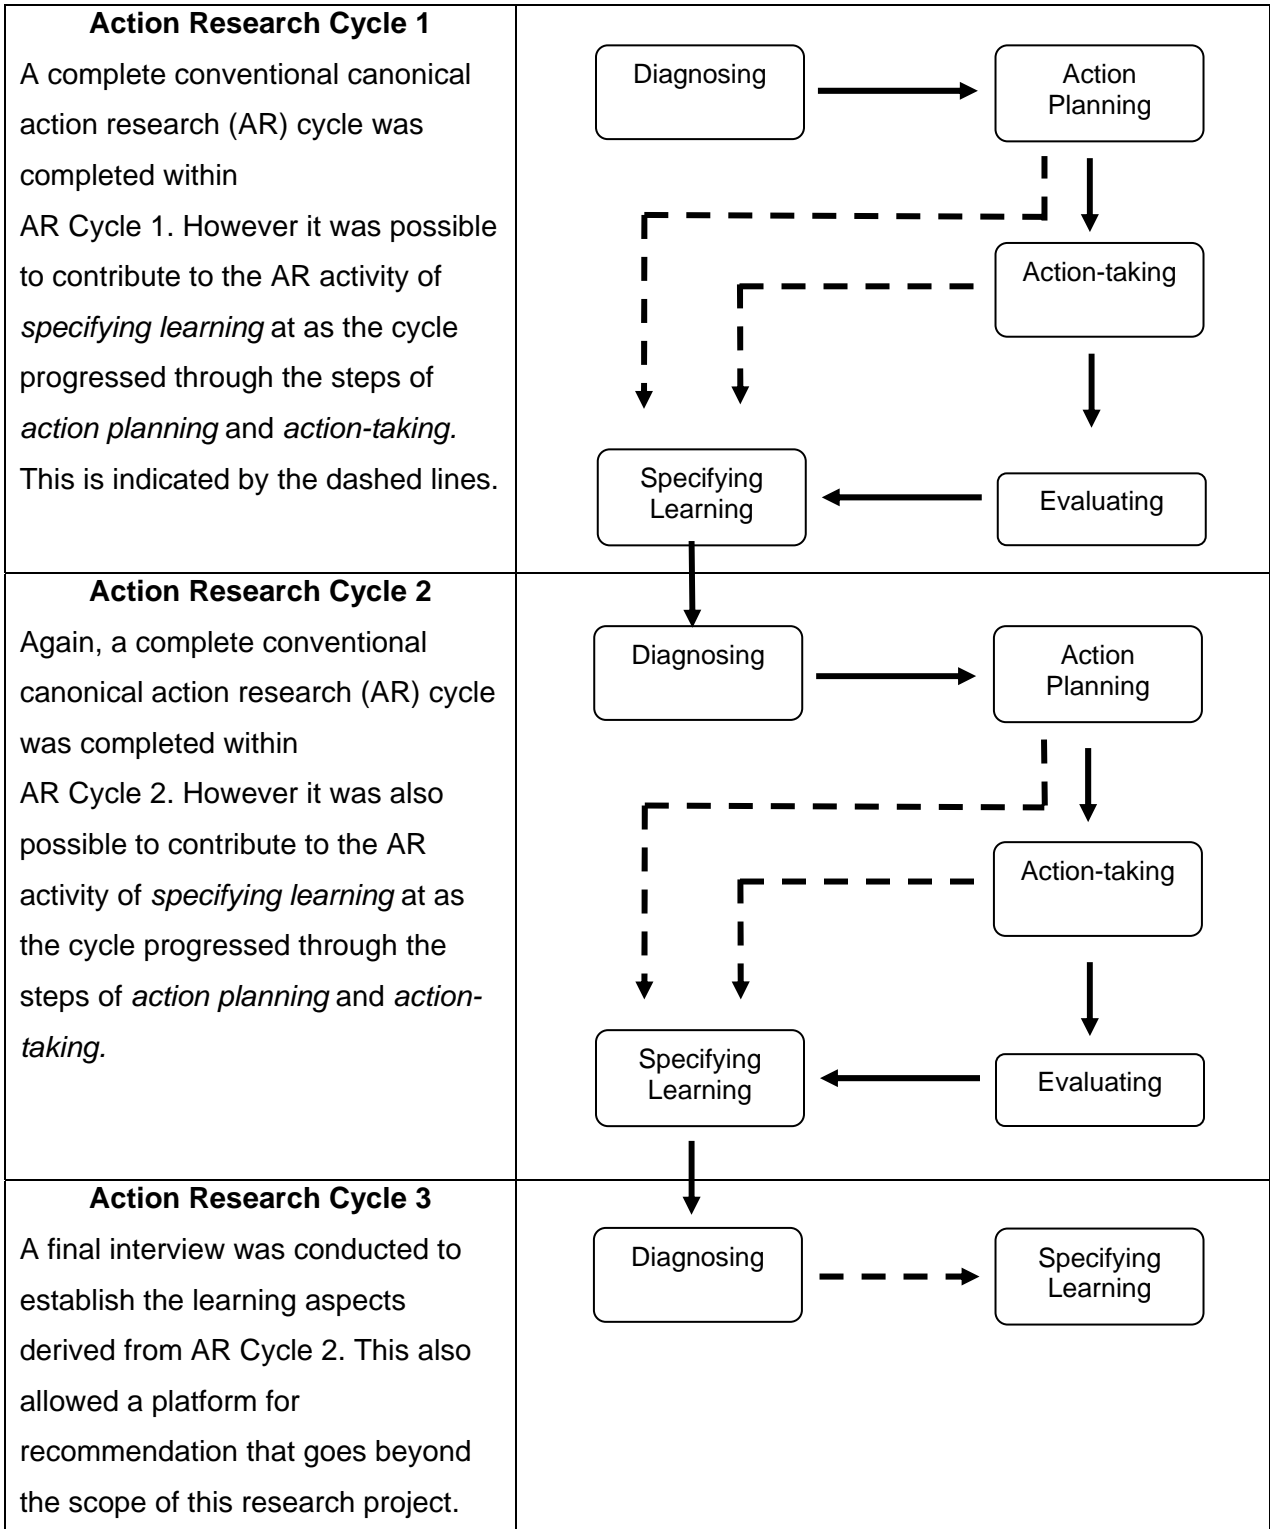 Action Research Cycle 1
A complete conventional canonical
action research (AR) cycle was
completed within
AR Cycle 1. However it was possible
to contribute to the AR activity of
specifying learning at as the cycle
progressed through the steps of
action planning and action-taking.
This is indicated by the dashed lines.
Diagnosing
Action
Planning
Action-taking
Specifying
Learning
Evaluating
Action Research Cycle 2
Again, a complete conventional
canonical action research (AR) cycle
was completed within
AR Cycle 2. However it was also
possible to contribute to the AR
activity of specifying learning at as
the cycle progressed through the
steps of action planning and action-
taking.
Diagnosing
Action
Planning
Action-taking
Specifying
Learning
Evaluating
Action Research Cycle 3
A final interview was conducted to
establish the learning aspects
derived from AR Cycle 2. This also
allowed a platform for
recommendation that goes beyond
the scope of this research project.
Diagnosing
Specifying
Learning